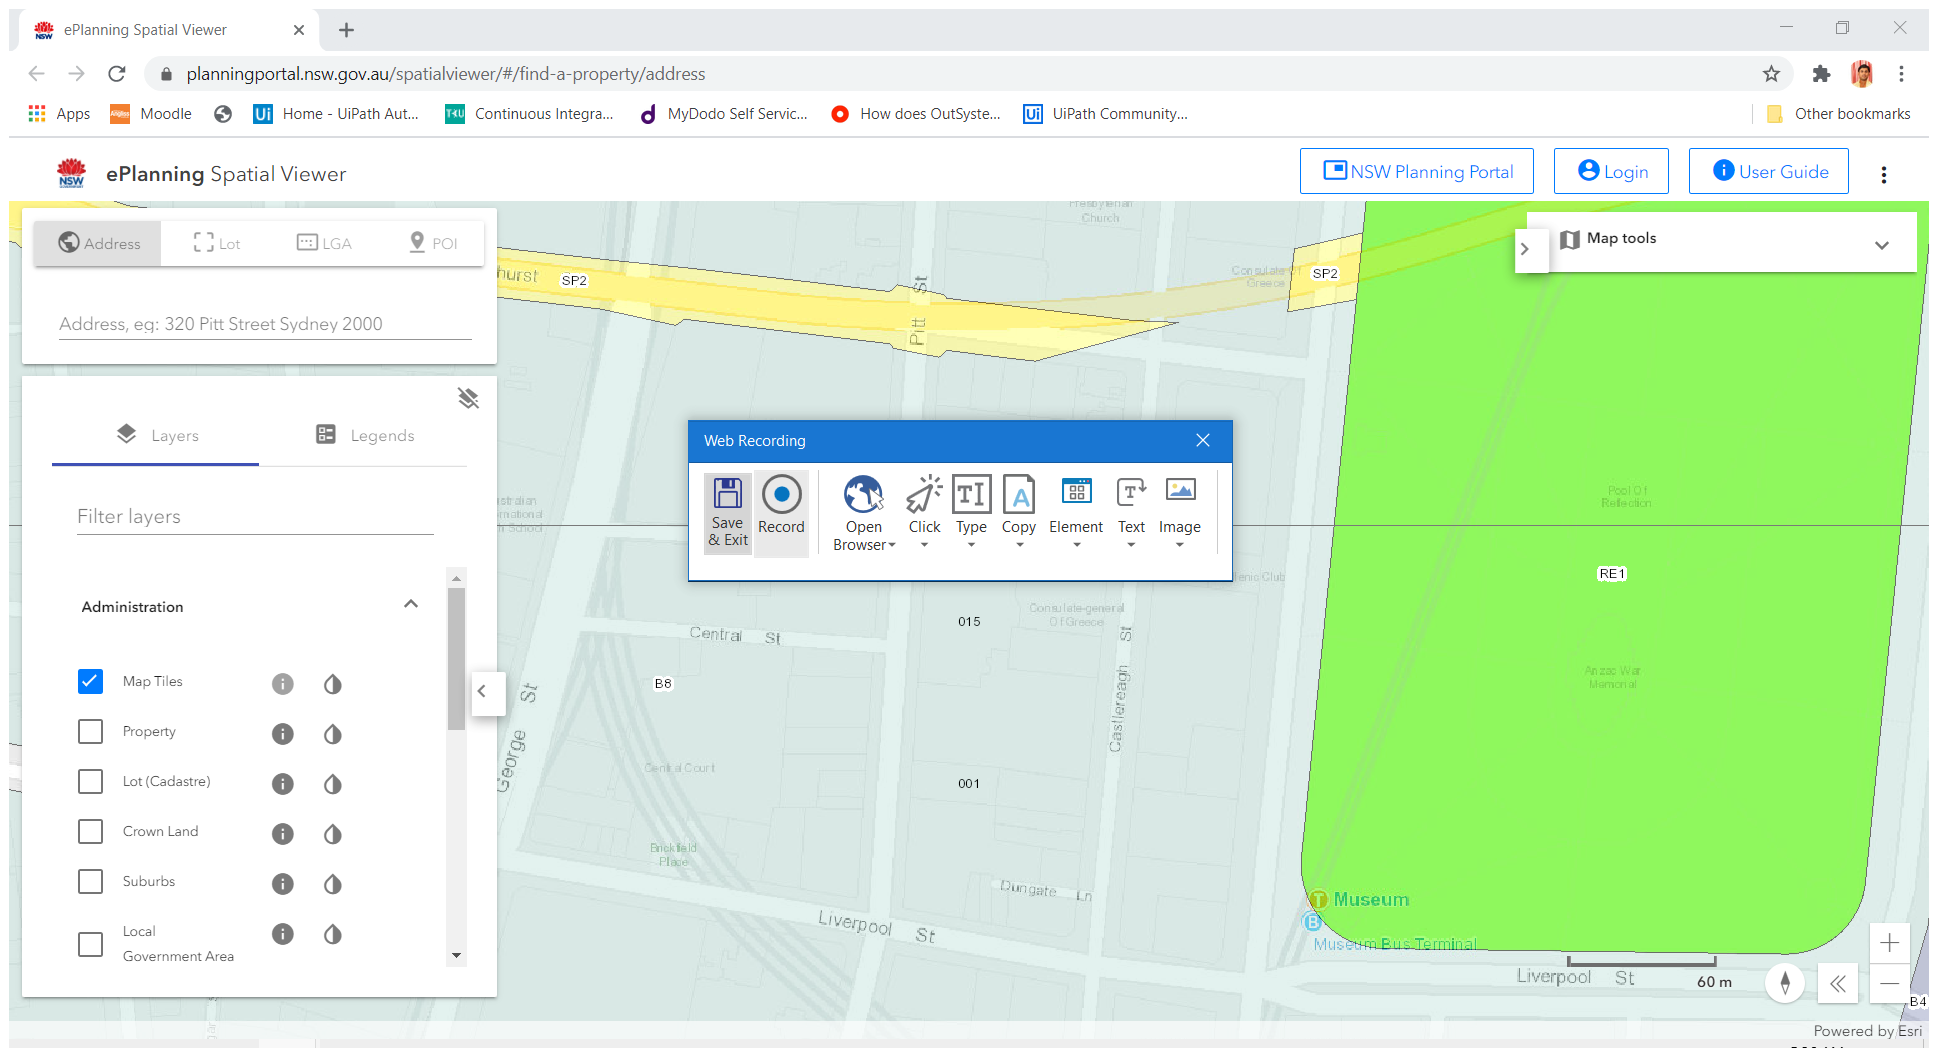 ePlanning Spatial Viewer
planningportal.nsw.gov.au/spatialviewer/#/find-a-property/address
Apps
Moodle
Home - UiPath Aut...
Continuous Integra...
MyDodo Self Servic...
How does OutSyste...
UiPath Community...
Other bookmarks
NSW
ePlanning Spatial Viewer
NSW Planning Portal
Login
User Guide
Address
Lot
LGA
POI
Address, eg: 320 Pitt Street Sydney 2000
Map tools
Layers
Legends
Filter layers
Administration
Map Tiles
Property
Lot (Cadastre)
Crown Land
Suburbs
Local
Government Area
Web Recording
Save
& Exit
Record
Open
Browser
Click
Type
Copy
Element
Text
Image
Church
hurst
SP2
Pitt St
Consulate Of
Greece
SP2
Pool Of
Reflection
RE1
Anzac War
Memorial
enic Club
Consulate-general
Of Greece
015
Central St
B8
George St
Castlereagh St
Central Court
001
Brickfield
Place
Dungate Ln
Liverpool St
Museum
Museum Bus Terminal
Liverpool St
60 m
B4
Powered by Esri